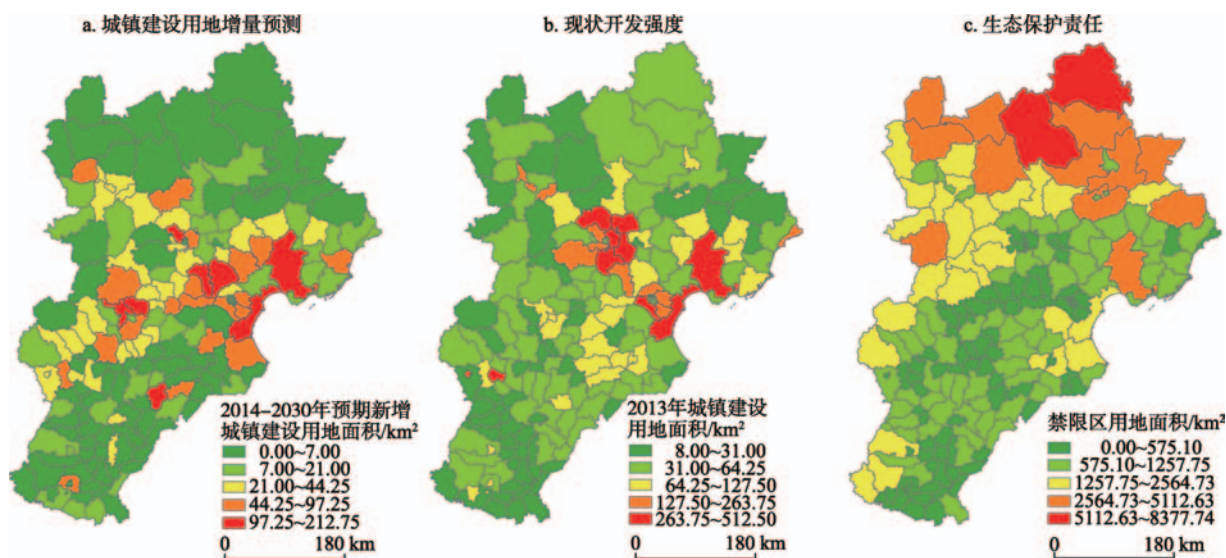 a. 城镇建设用地增量预测
b. 现状开发强度
c. 生态保护责任
2014-2030年预期新增
城镇建设用地面积/km²
0.00~7.00
7.00~21.00
21.00~44.25
44.25~97.25
97.25~212.75
0 180 km
2013年城镇建设
用地面积/km²
8.00~31.00
31.00~64.25
64.25~127.50
127.50~263.75
263.75~512.50
0 180 km
禁限区用地面积/km²
0.00~575.10
575.10~1257.75
1257.75~2564.73
2564.73~5112.63
5112.63~8377.74
0 180 km